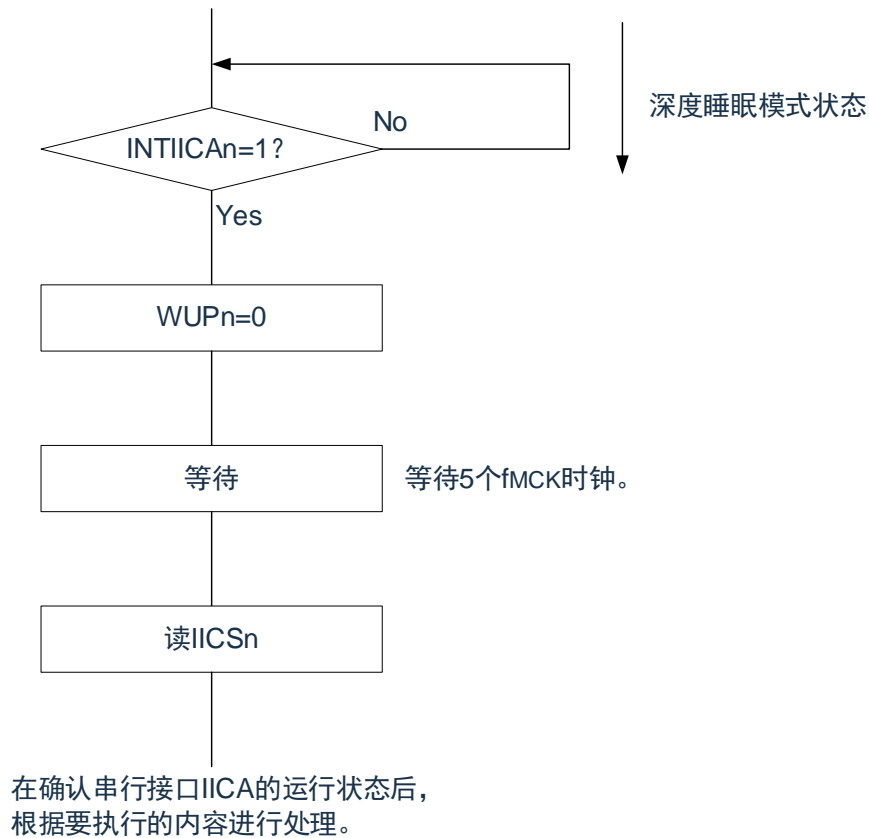 深度睡眠模式状态
No
INTIICAn=1?
Yes
WUPn=0
等待
等待5个fMCK时钟。
读IICSn
在确认串行接口IICA的运行状态后，
根据要执行的内容进行处理。